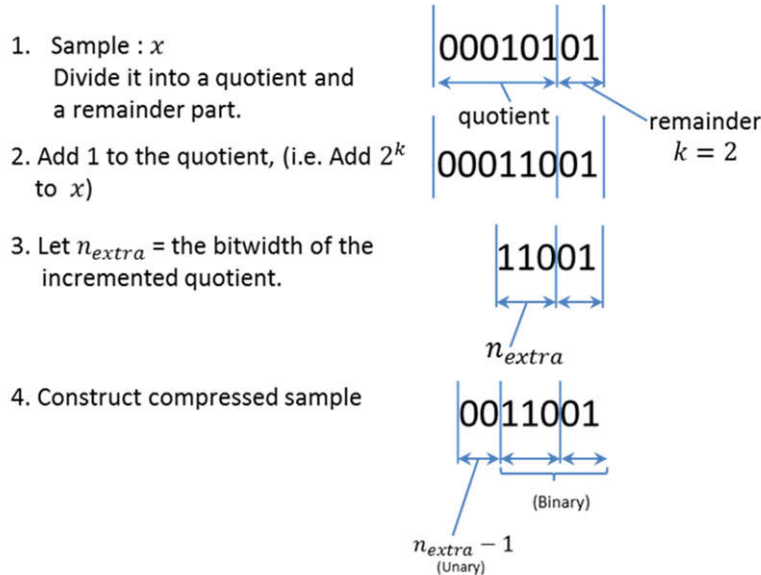 1. Sample : x
Divide it into a quotient and
a remainder part.
00010101
quotient
remainder
k = 2
2. Add 1 to the quotient, (i.e. Add 2^k
to x)
00011001
3. Let n_extra = the bitwidth of the
incremented quotient.
11001
n_extra
4. Construct compressed sample
0011001
(Binary)
n_extra − 1
(Unary)